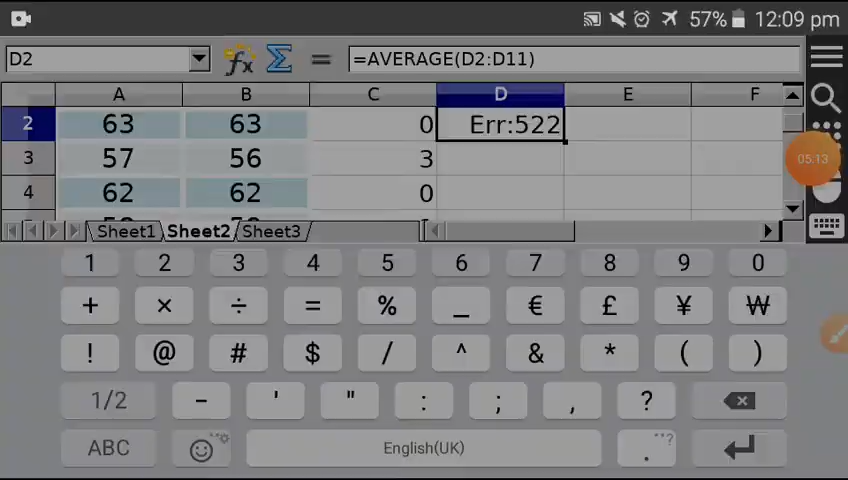 57% 12:09 pm
D2 fx Σ = =AVERAGE(D2:D11)
A B C D E F
2 63 63 0 Err:522
3 57 56 3
4 62 62 0
05:13
Sheet1 Sheet2 Sheet3
1 2 3 4 5 6 7 8 9 0
+ × ÷ = % _ € £ ¥ ₩
! @ # $ / ^ & * ( )
1/2 - ' " : ; , ?
ABC English(UK) . ...?